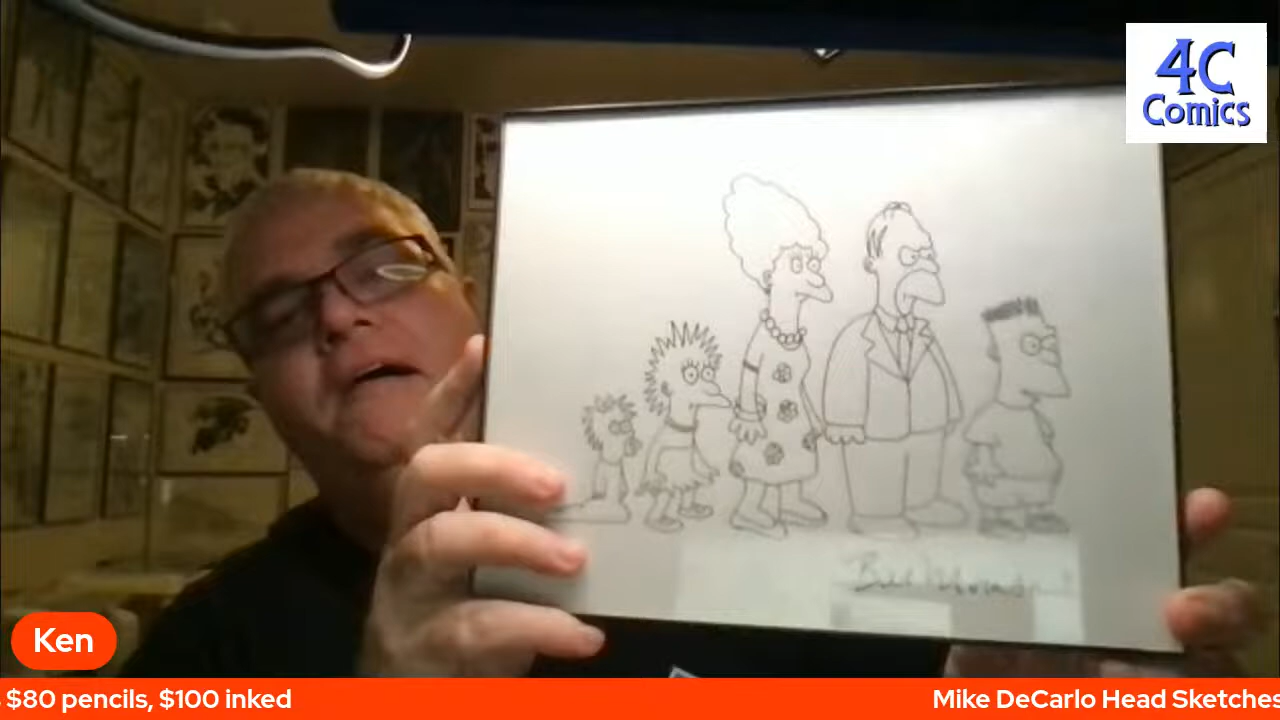 4C
Comics
Ken
$80 pencils, $100 inked
Mike DeCarlo Head Sketches